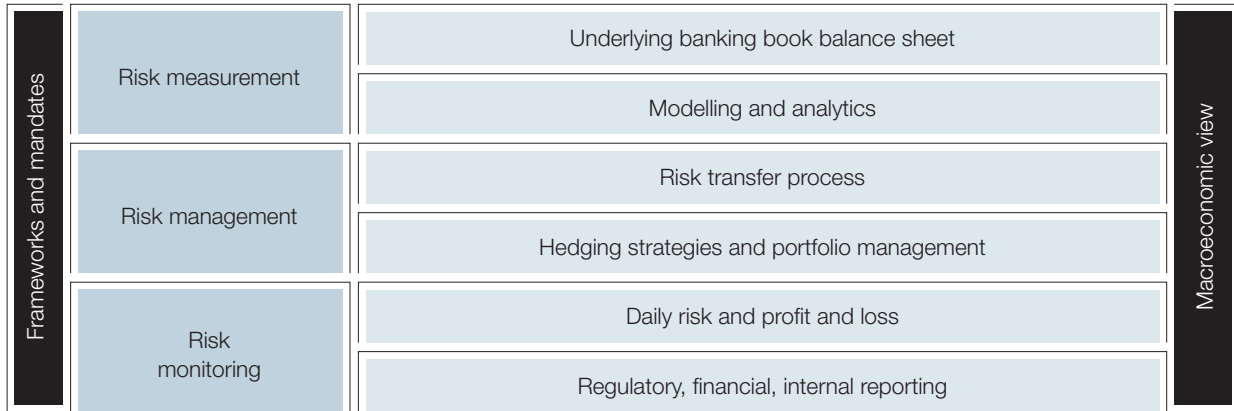 Frameworks and mandates
Risk measurement
Underlying banking book balance sheet
Modelling and analytics
Risk management
Risk transfer process
Hedging strategies and portfolio management
Risk
monitoring
Daily risk and profit and loss
Regulatory, financial, internal reporting
Macroeconomic view